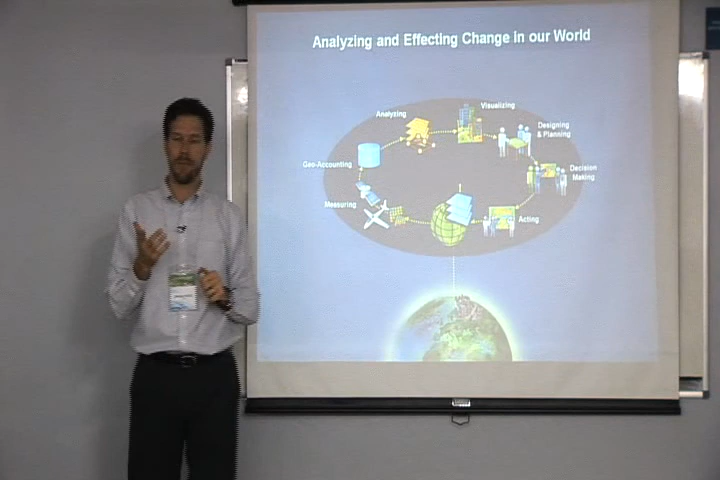 Analyzing and Effecting Change in our World
Visualizing
Analyzing
Designing
& Planning
Geo-Accounting
Decision
Making
Measuring
Acting